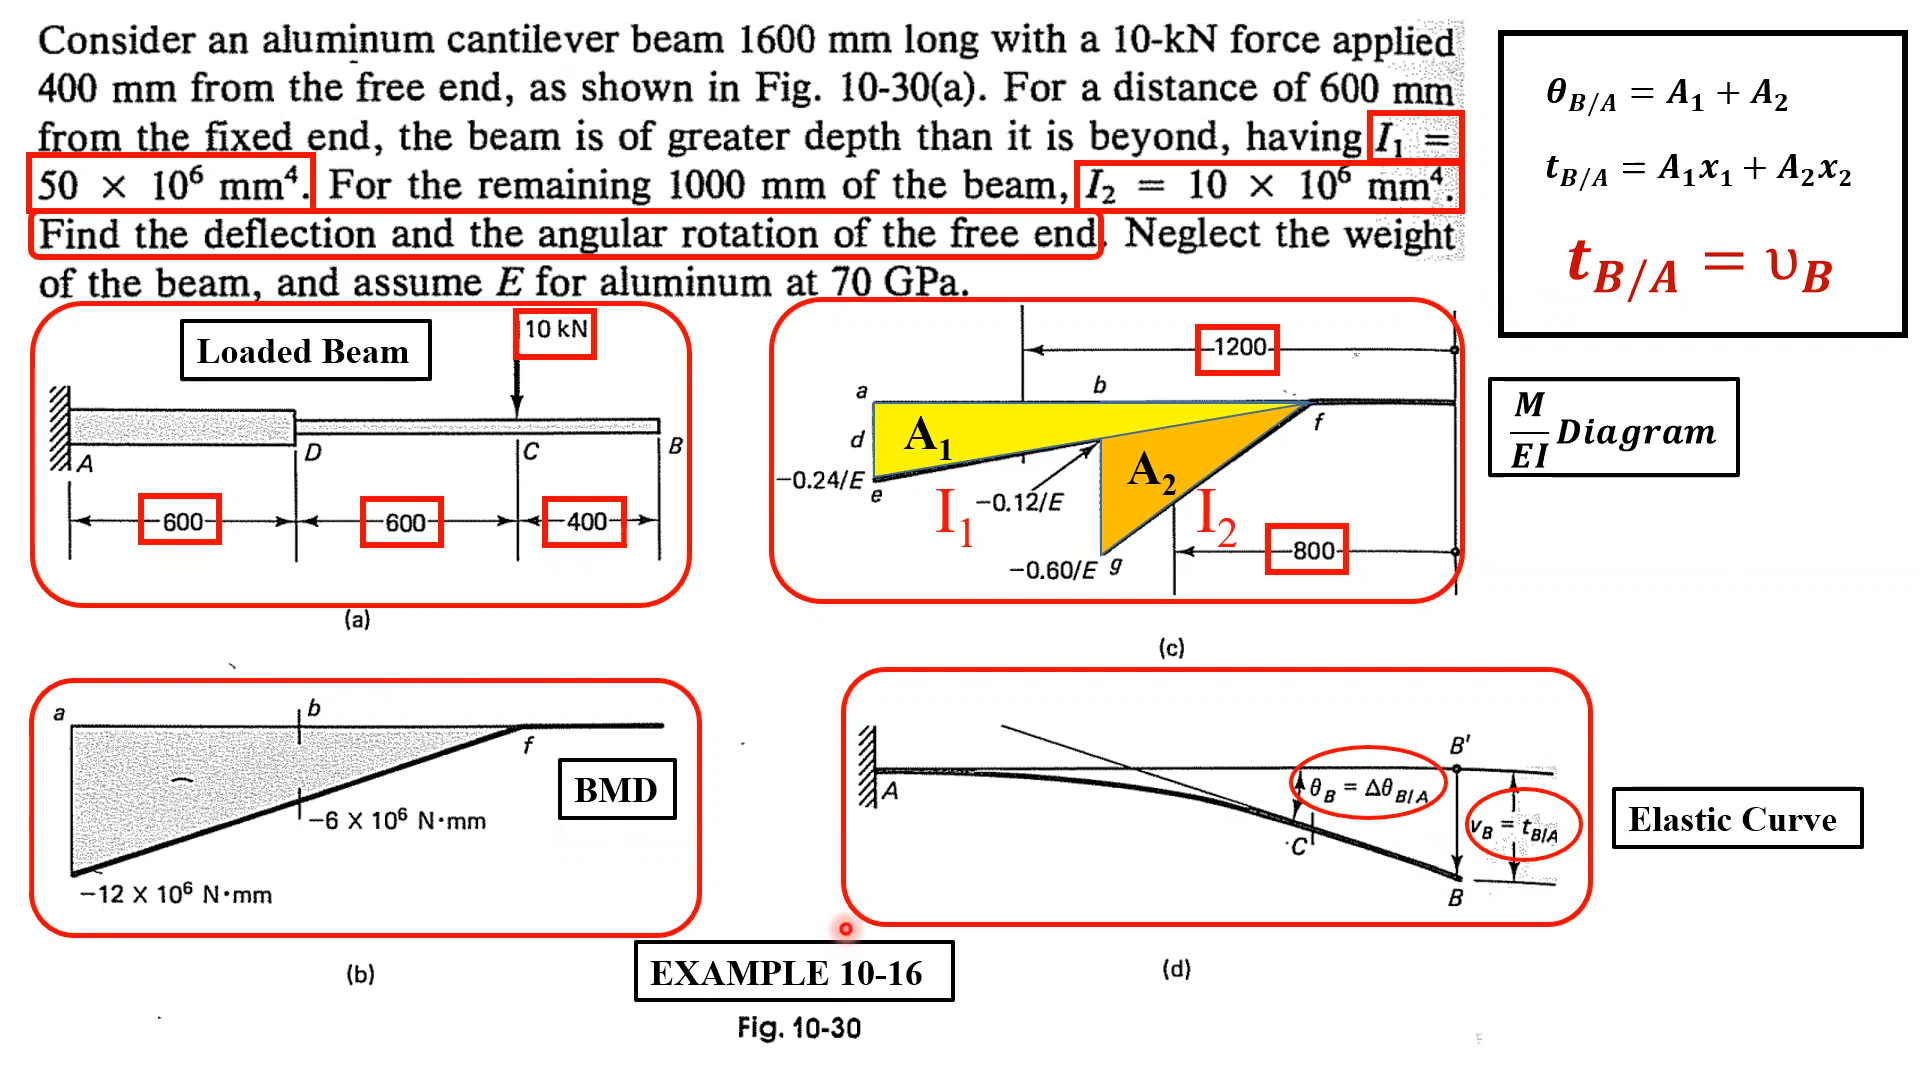 Consider an aluminum cantilever beam 1600 mm long with a 10-kN force applied
400 mm from the free end, as shown in Fig. 10-30(a). For a distance of 600 mm
from the fixed end, the beam is of greater depth than it is beyond, having I₁ =
50 × 10⁶ mm⁴. For the remaining 1000 mm of the beam, I₂ = 10 × 10⁶ mm⁴.
Find the deflection and the angular rotation of the free end. Neglect the weight
of the beam, and assume E for aluminum at 70 GPa.
θ_B/A = A₁ + A₂
t_B/A = A₁x₁ + A₂x₂
t_B/A = υ_B
Loaded Beam
10 kN
A
D
C
B
600
600
400
(a)
1200
a
b
d
A₁
f
−0.24/E
e
I₁
−0.12/E
A₂
I₂
800
−0.60/E
g
(c)
M/EI Diagram
a
b
f
BMD
−6 X 10⁶ N·mm
−12 X 10⁶ N·mm
(b)
A
B'
θ_B = Δθ_B/A
v_B = t_B/A
C
B
(d)
Elastic Curve
EXAMPLE 10-16
Fig. 10-30